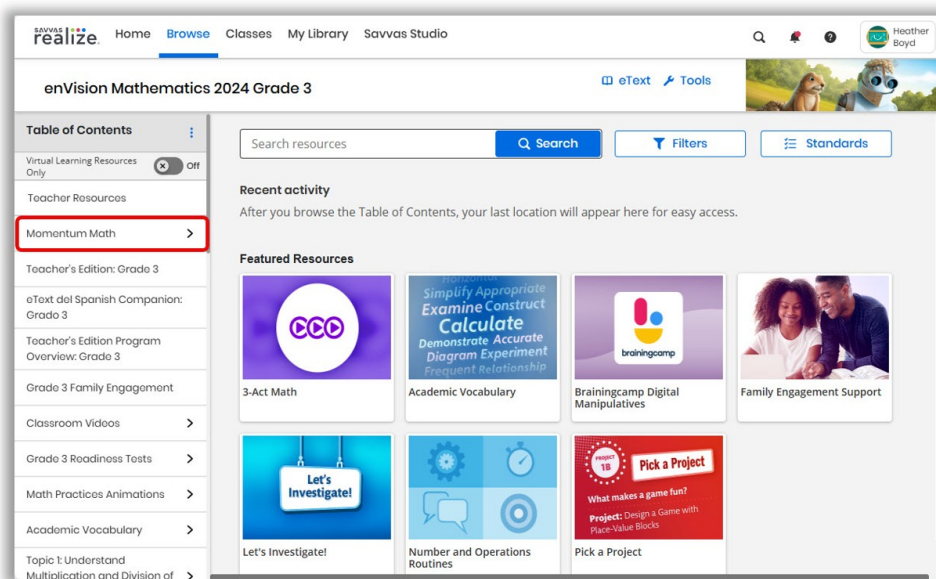 savvas realize. Home Browse Classes My Library Savvas Studio
Heather
Boyd
enVision Mathematics 2024 Grade 3
eText Tools
Table of Contents
Virtual Learning Resources
Only
Off
Teacher Resources
Momentum Math
Teacher's Edition: Grade 3
eText del Spanish Companion:
Grado 3
Teacher's Edition Program
Overview: Grade 3
Grade 3 Family Engagement
Classroom Videos
Grade 3 Readiness Tests
Math Practices Animations
Academic Vocabulary
Topic 1: Understand
Multiplication and Division of
Search resources
Search
Filters
Standards
Recent activity
After you browse the Table of Contents, your last location will appear here for easy access.
Featured Resources
3-Act Math
Horizontal
Simplify Appropriate
Examine Construct
Calculate
Demonstrate Accurate
Diagram Experiment
Frequent Relationship
Academic Vocabulary
brainingcamp
Brainingcamp Digital
Manipulatives
Family Engagement Support
Let's
Investigate!
Let's Investigate!
Number and Operations
Routines
PROJECT
1B
Pick a Project
What makes a game fun?
Project: Design a Game with
Place-Value Blocks
Pick a Project